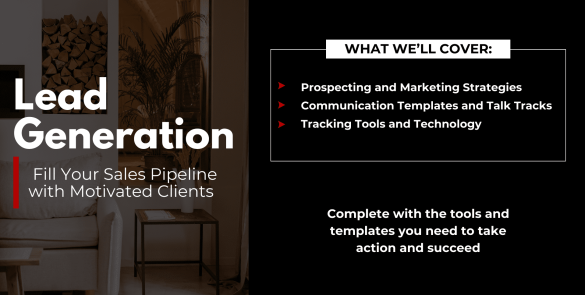 Lead
Generation
Fill Your Sales Pipeline
with Motivated Clients
WHAT WE'LL COVER:
Prospecting and Marketing Strategies
Communication Templates and Talk Tracks
Tracking Tools and Technology
Complete with the tools and
templates you need to take
action and succeed